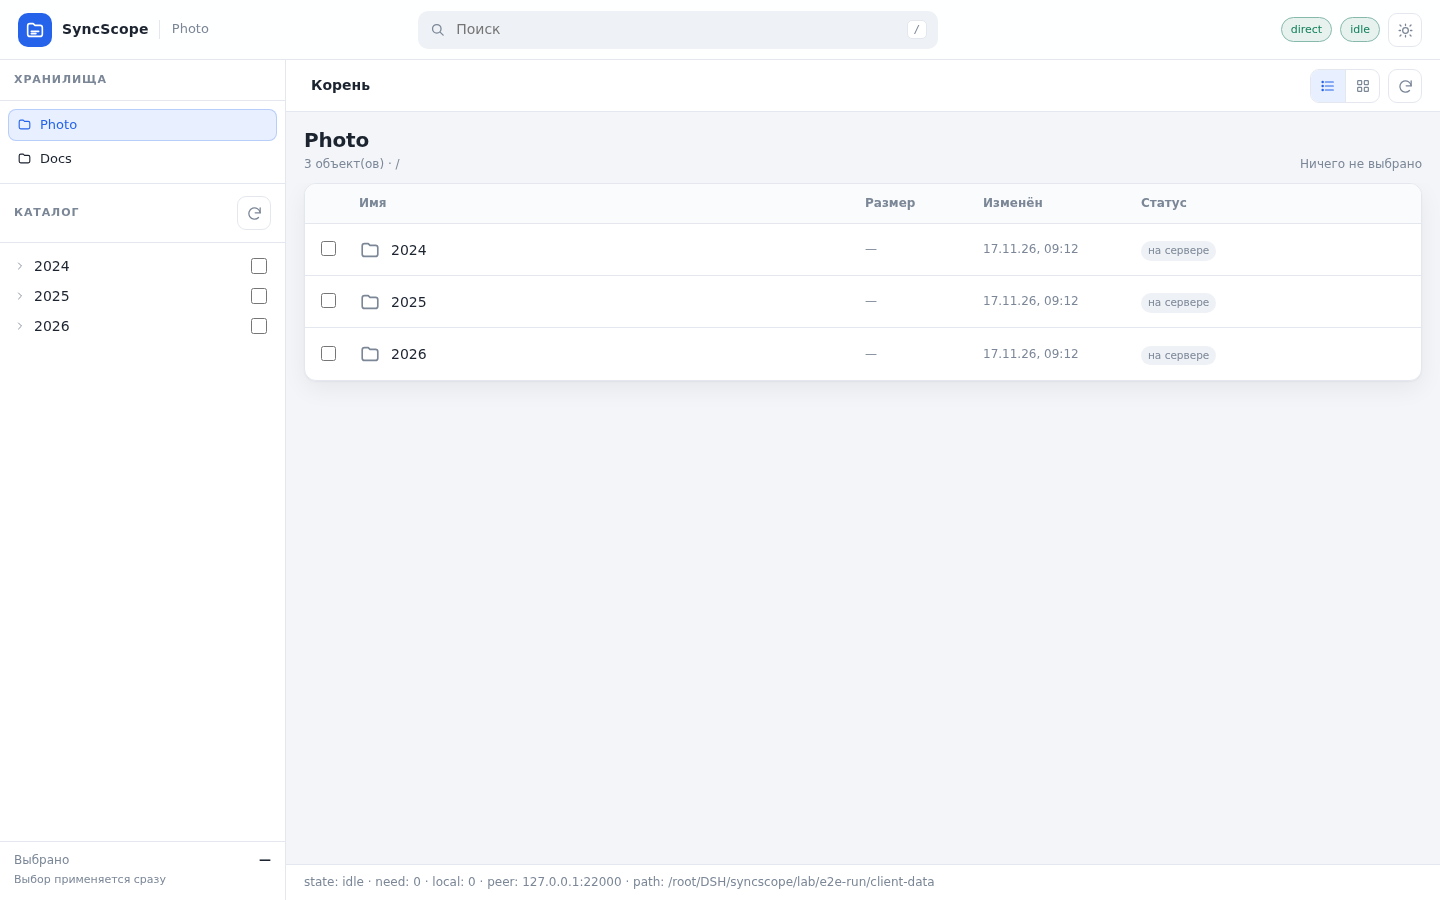 SyncScope Photo Поиск / direct idle
ХРАНИЛИЩА
Photo
Docs
КАТАЛОГ
2024
2025
2026
Выбрано —
Выбор применяется сразу
Корень
Photo
3 объект(ов) · / Ничего не выбрано
Имя Размер Изменён Статус
2024 — 17.11.26, 09:12 на сервере
2025 — 17.11.26, 09:12 на сервере
2026 — 17.11.26, 09:12 на сервере
state: idle · need: 0 · local: 0 · peer: 127.0.0.1:22000 · path: /root/DSH/syncscope/lab/e2e-run/client-data